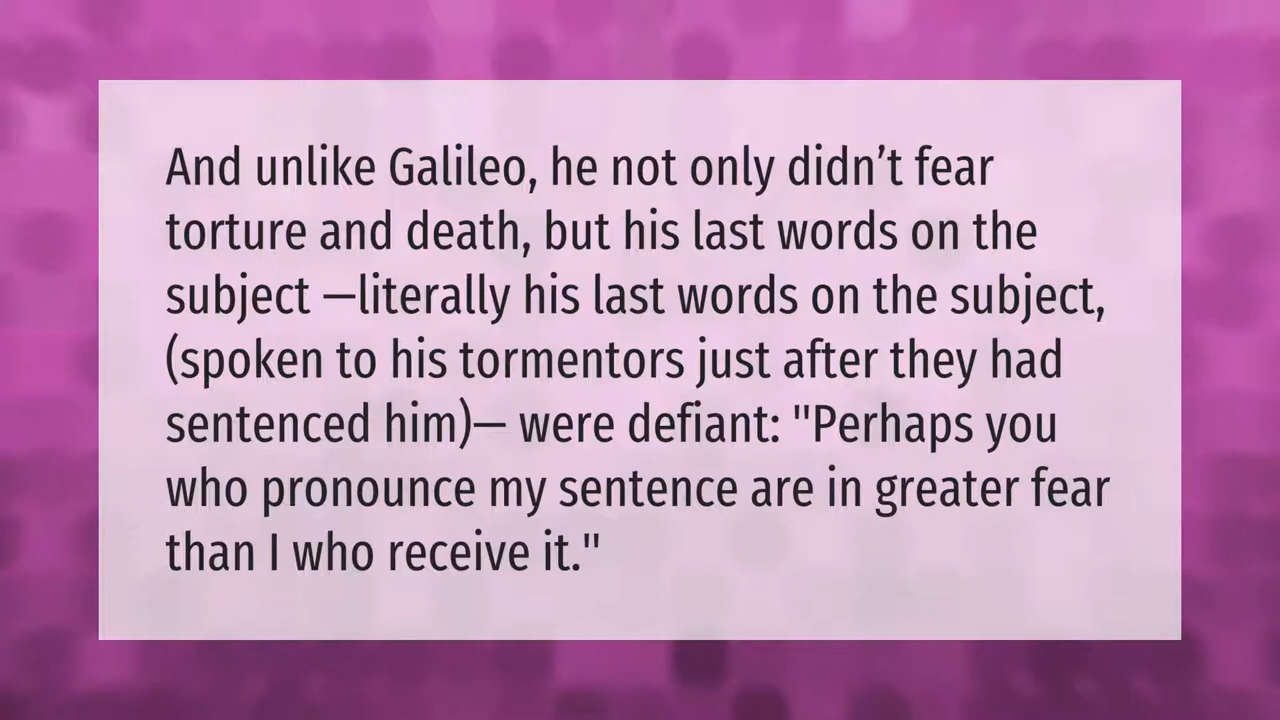 And unlike Galileo, he not only didn’t fear
torture and death, but his last words on the
subject —literally his last words on the subject,
(spoken to his tormentors just after they had
sentenced him)— were defiant: "Perhaps you
who pronounce my sentence are in greater fear
than I who receive it."